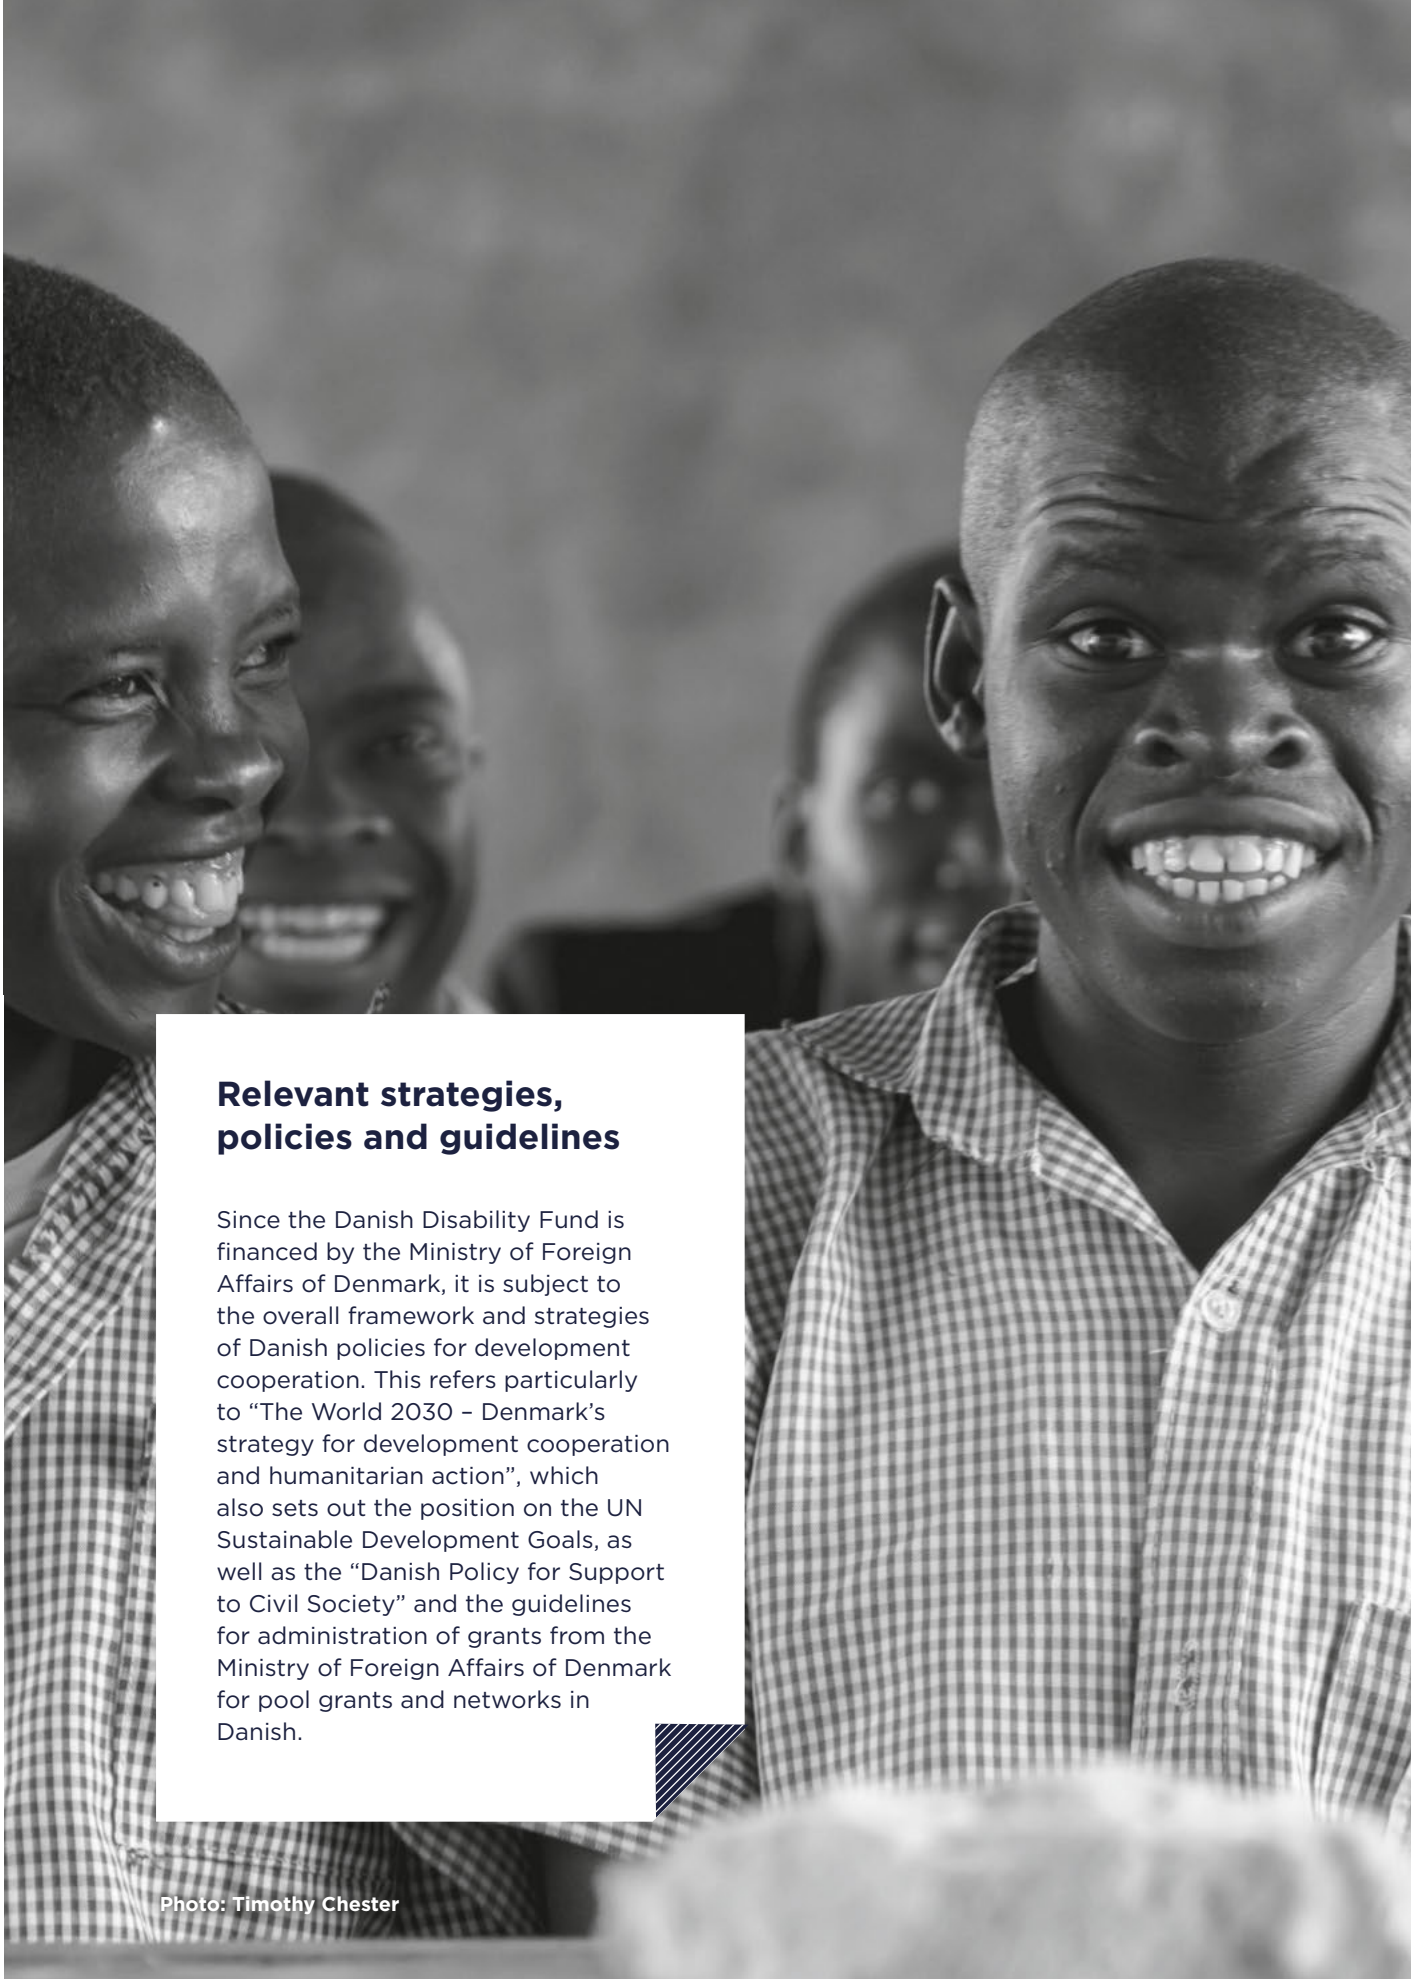 Relevant strategies,
policies and guidelines
Since the Danish Disability Fund is
financed by the Ministry of Foreign
Affairs of Denmark, it is subject to
the overall framework and strategies
of Danish policies for development
cooperation. This refers particularly
to “The World 2030 – Denmark’s
strategy for development cooperation
and humanitarian action”, which
also sets out the position on the UN
Sustainable Development Goals, as
well as the “Danish Policy for Support
to Civil Society” and the guidelines
for administration of grants from the
Ministry of Foreign Affairs of Denmark
for pool grants and networks in
Danish.
Photo: Timothy Chester